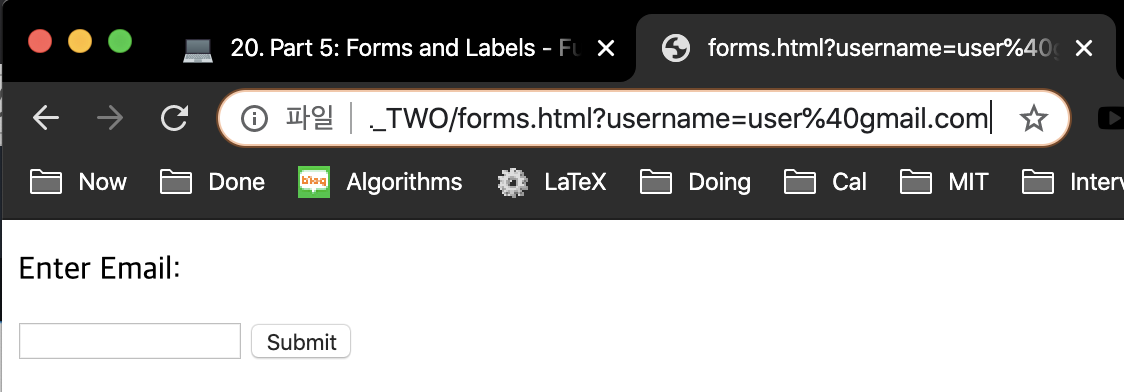 20. Part 5: Forms and Labels - Fu
forms.html?username=user%40g
파일 ._TWO/forms.html?username=user%40gmail.com
Now Done blog Algorithms LaTeX Doing Cal MIT Interv
Enter Email:
Submit